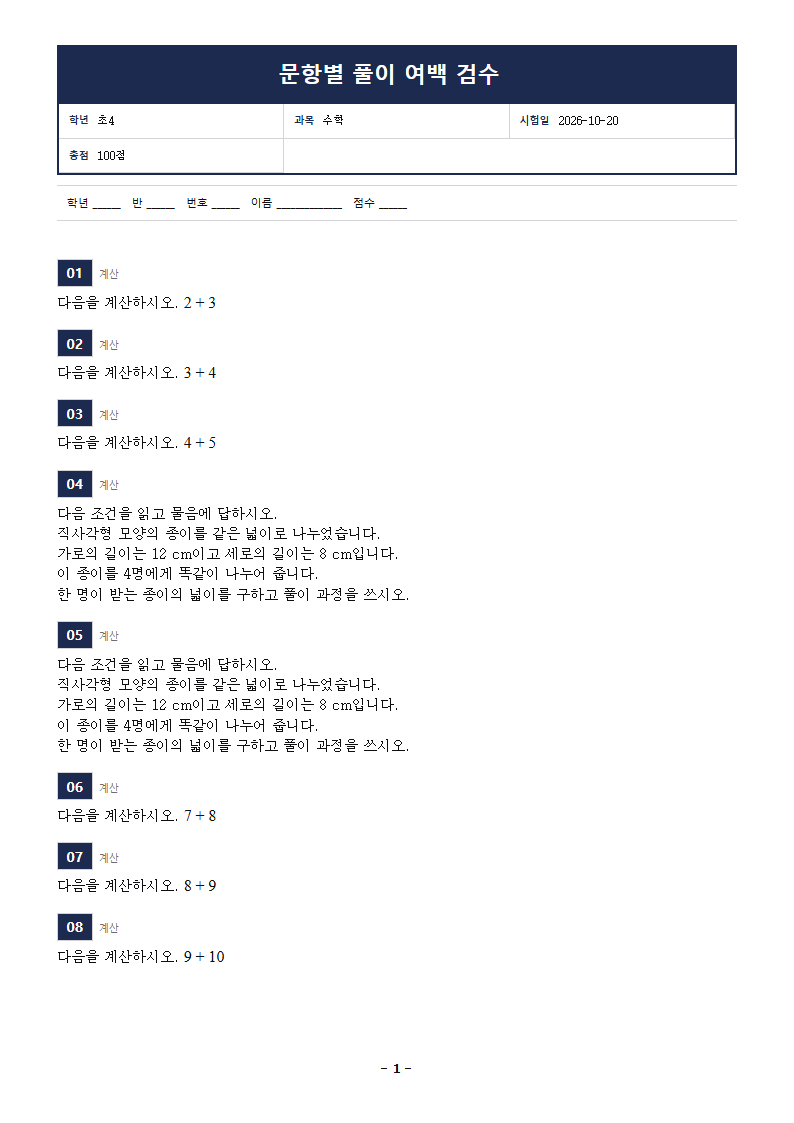 문항별 풀이 여백 검수
학년 초4 과목 수학 시험일 2026-10-20
총점 100점
학년 _____ 반 _____ 번호 _____ 이름 ____________ 점수 _____
01 계산
다음을 계산하시오. 2 + 3
02 계산
다음을 계산하시오. 3 + 4
03 계산
다음을 계산하시오. 4 + 5
04 계산
다음 조건을 읽고 물음에 답하시오.
직사각형 모양의 종이를 같은 넓이로 나누었습니다.
가로의 길이는 12 cm이고 세로의 길이는 8 cm입니다.
이 종이를 4명에게 똑같이 나누어 줍니다.
한 명이 받는 종이의 넓이를 구하고 풀이 과정을 쓰시오.
05 계산
다음 조건을 읽고 물음에 답하시오.
직사각형 모양의 종이를 같은 넓이로 나누었습니다.
가로의 길이는 12 cm이고 세로의 길이는 8 cm입니다.
이 종이를 4명에게 똑같이 나누어 줍니다.
한 명이 받는 종이의 넓이를 구하고 풀이 과정을 쓰시오.
06 계산
다음을 계산하시오. 7 + 8
07 계산
다음을 계산하시오. 8 + 9
08 계산
다음을 계산하시오. 9 + 10
- 1 -